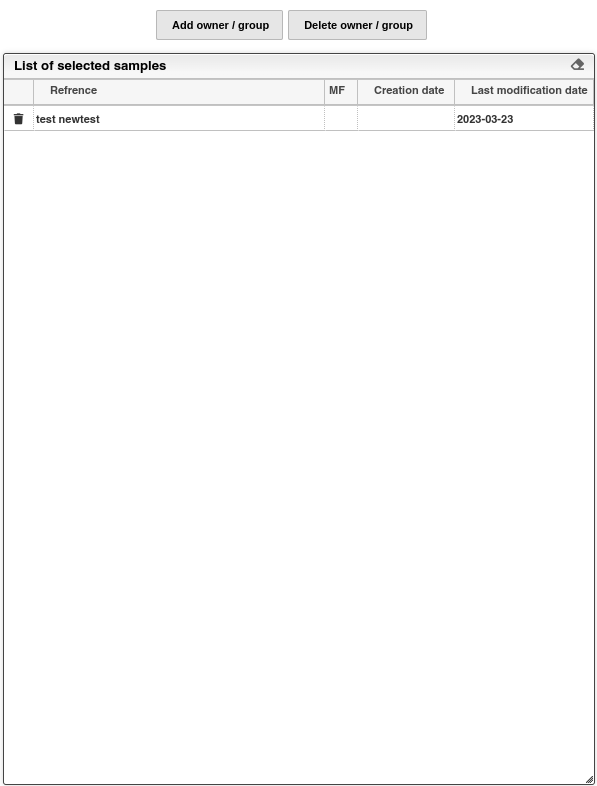 Add owner / group Delete owner / group
List of selected samples
Refrence MF Creation date Last modification date
test newtest 2023-03-23